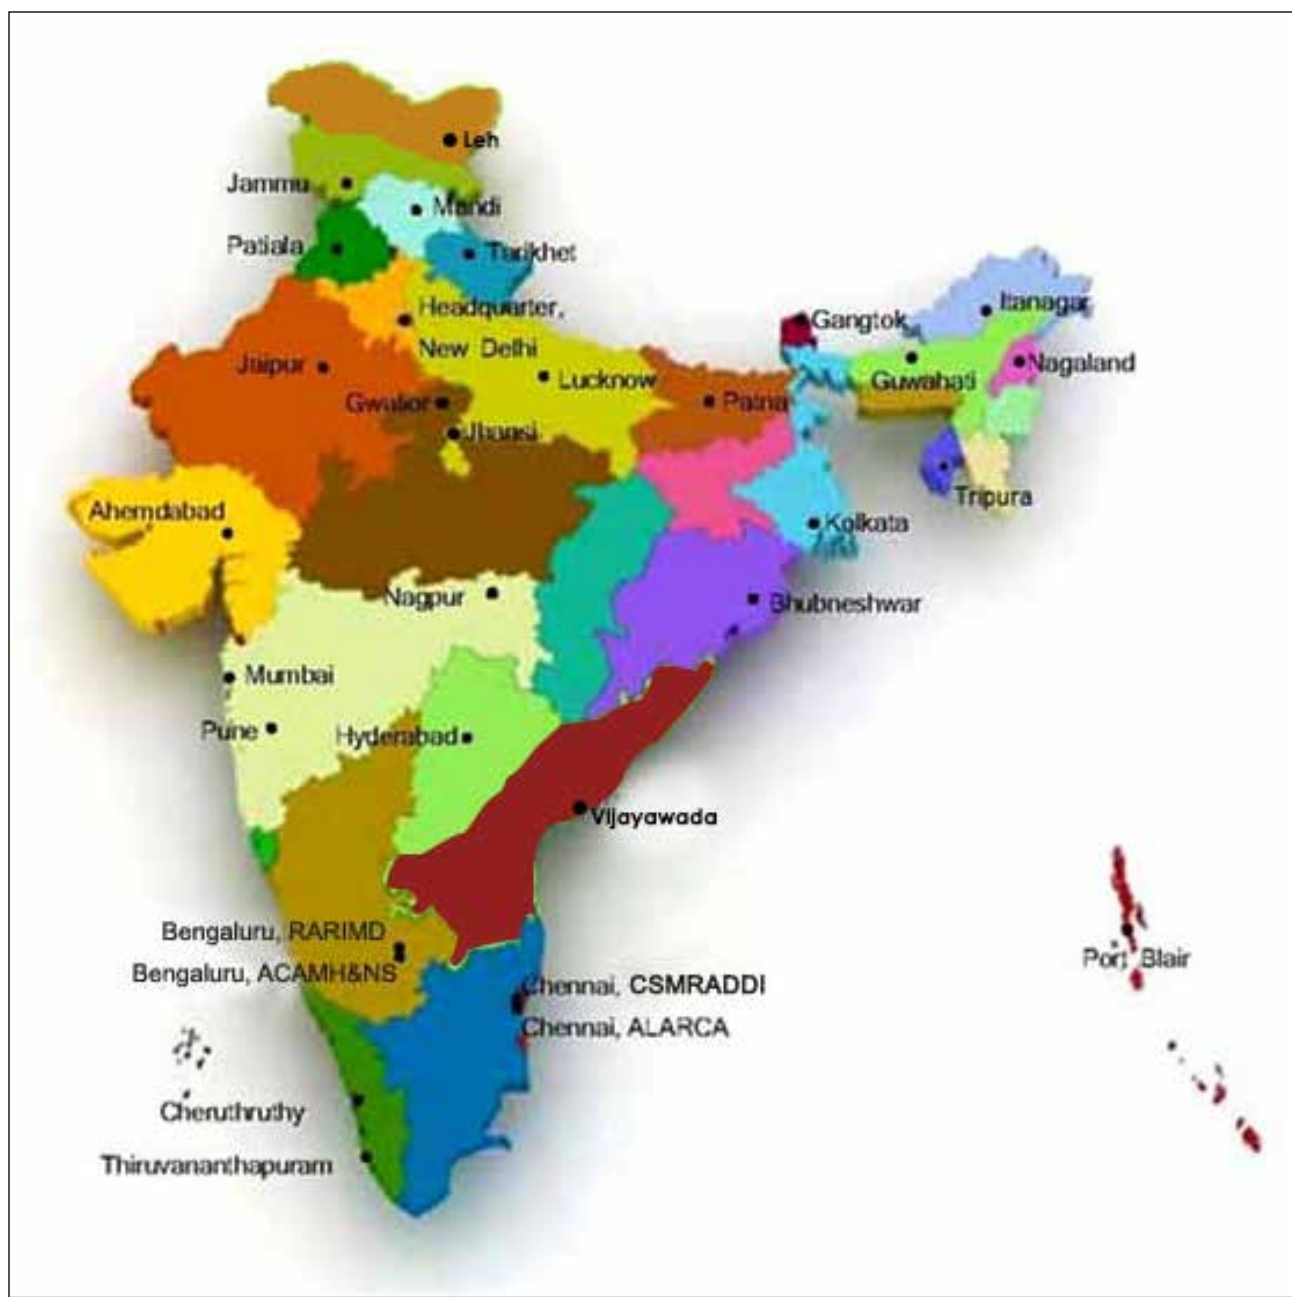 Leh
Jammu
Mandi
Patiala
Tarikhet
Headquarter,
New Delhi
Gangtok
Itanagar
Jaipur
Lucknow
Guwahati
Nagaland
Gwalior
Patna
Jhansi
Tripura
Ahemdabad
Kolkata
Nagpur
Bhubneshwar
Mumbai
Pune
Hyderabad
Vijayawada
Bengaluru, RARIMD
Bengaluru, ACAMH&NS
Port Blair
Chennai, CSMRADDI
Chennai, ALARCA
Cheruthruthy
Thiruvananthapuram